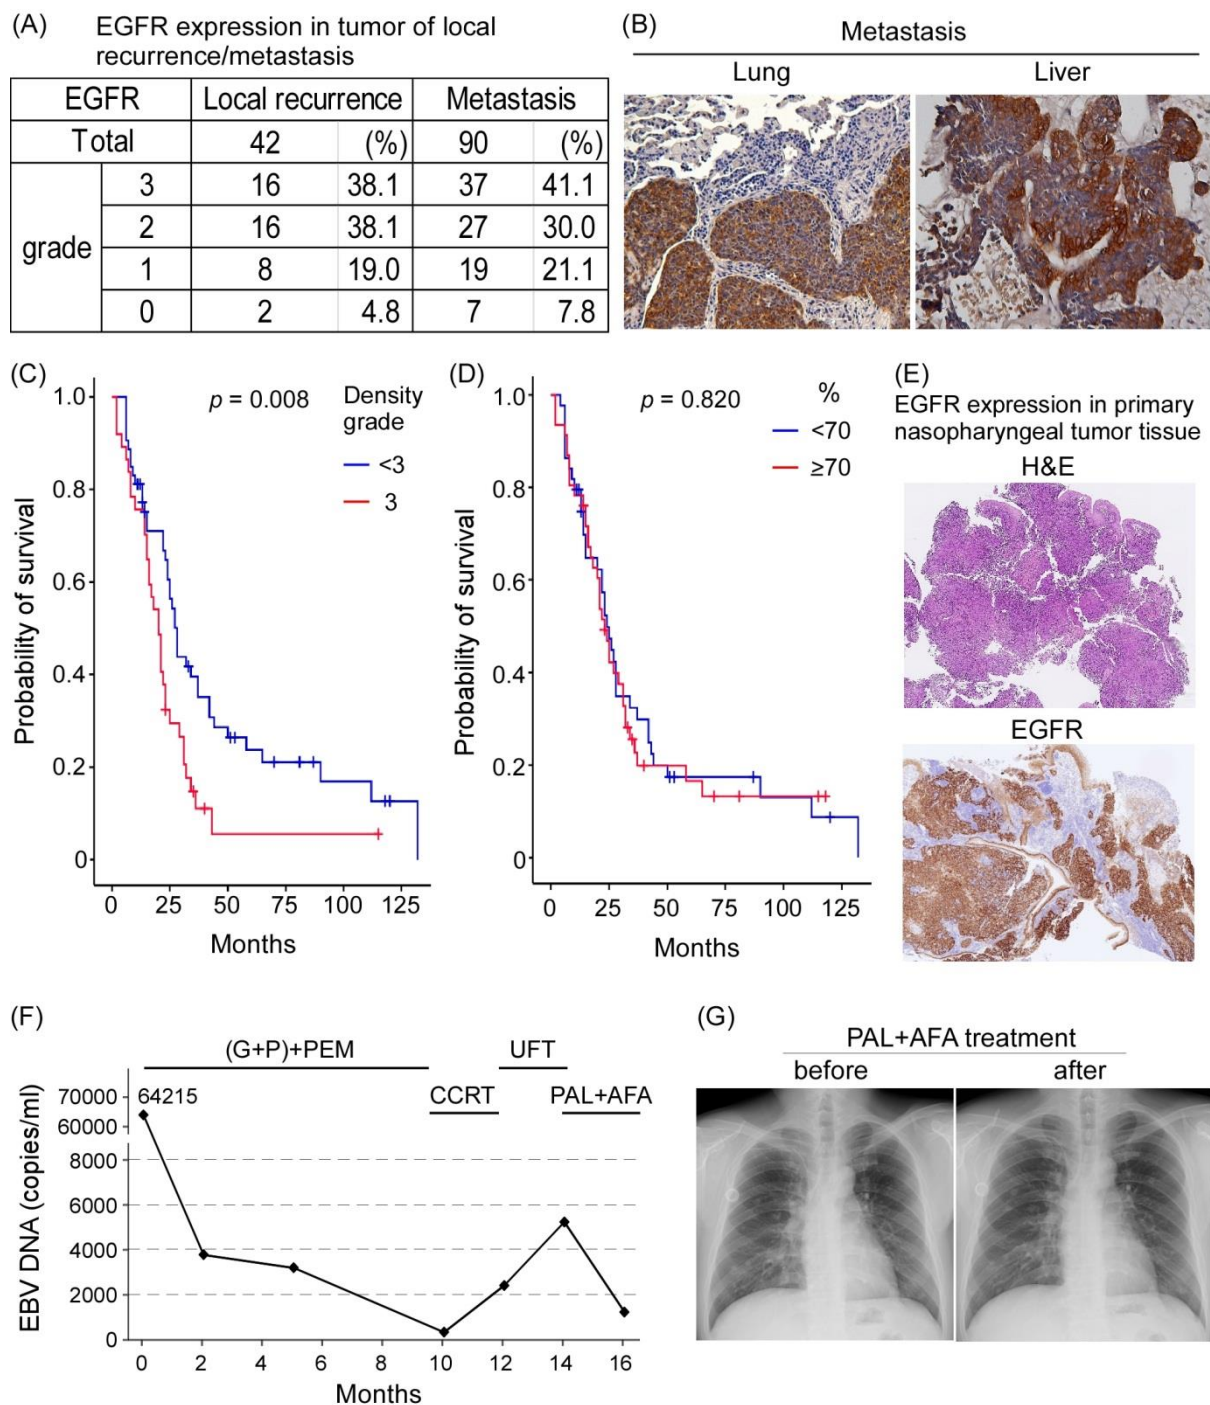 (A) EGFR expression in tumor of local
recurrence/metastasis
EGFR Local recurrence Metastasis
Total 42 (%) 90 (%)
grade
3 16 38.1 37 41.1
2 16 38.1 27 30.0
1 8 19.0 19 21.1
0 2 4.8 7 7.8
(B) Metastasis
Lung Liver
(C)
p = 0.008
Density
grade
<3
3
Probability of survival
1.0
0.8
0.6
0.4
0.2
0
0 25 50 75 100 125
Months
(D)
p = 0.820
%
<70
≥70
Probability of survival
1.0
0.8
0.6
0.4
0.2
0
0 25 50 75 100 125
Months
(E)
EGFR expression in primary
nasopharyngeal tumor tissue
H&E
EGFR
(F)
(G+P)+PEM UFT
CCRT PAL+AFA
64215
EBV DNA (copies/ml)
70000
60000
8000
6000
4000
2000
0
0 2 4 6 8 10 12 14 16
Months
(G)
PAL+AFA treatment
before after